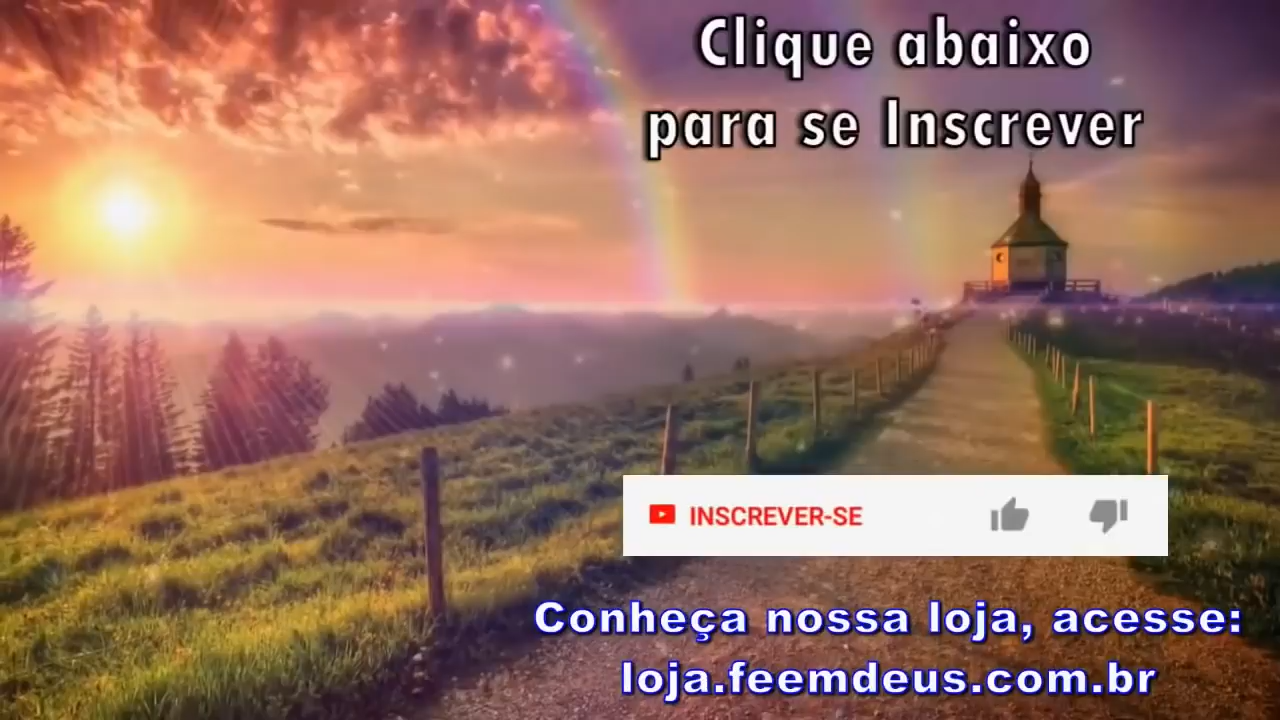 Clique abaixo
para se Inscrever
INSCREVER-SE
Conheça nossa loja, acesse:
loja.feemdeus.com.br